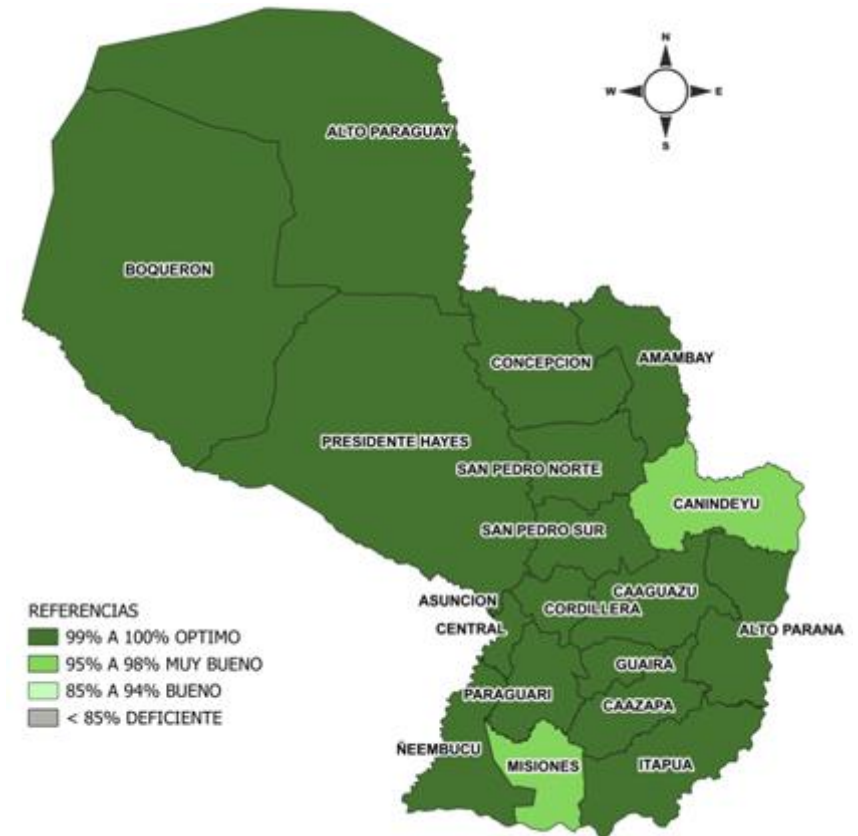 N
W
E
S
ALTO PARAGUAY
BOQUERON
CONCEPCION
AMAMBAY
PRESIDENTE HAYES
SAN PEDRO NORTE
CANINDEYU
SAN PEDRO SUR
CAAGUAZU
ASUNCION
CORDILLERA
CENTRAL
ALTO PARANA
GUAIRA
PARAGUARI
CAAZAPA
ÑEEMBUCU
MISIONES
ITAPUA
REFERENCIAS
99% A 100% OPTIMO
95% A 98% MUY BUENO
85% A 94% BUENO
< 85% DEFICIENTE